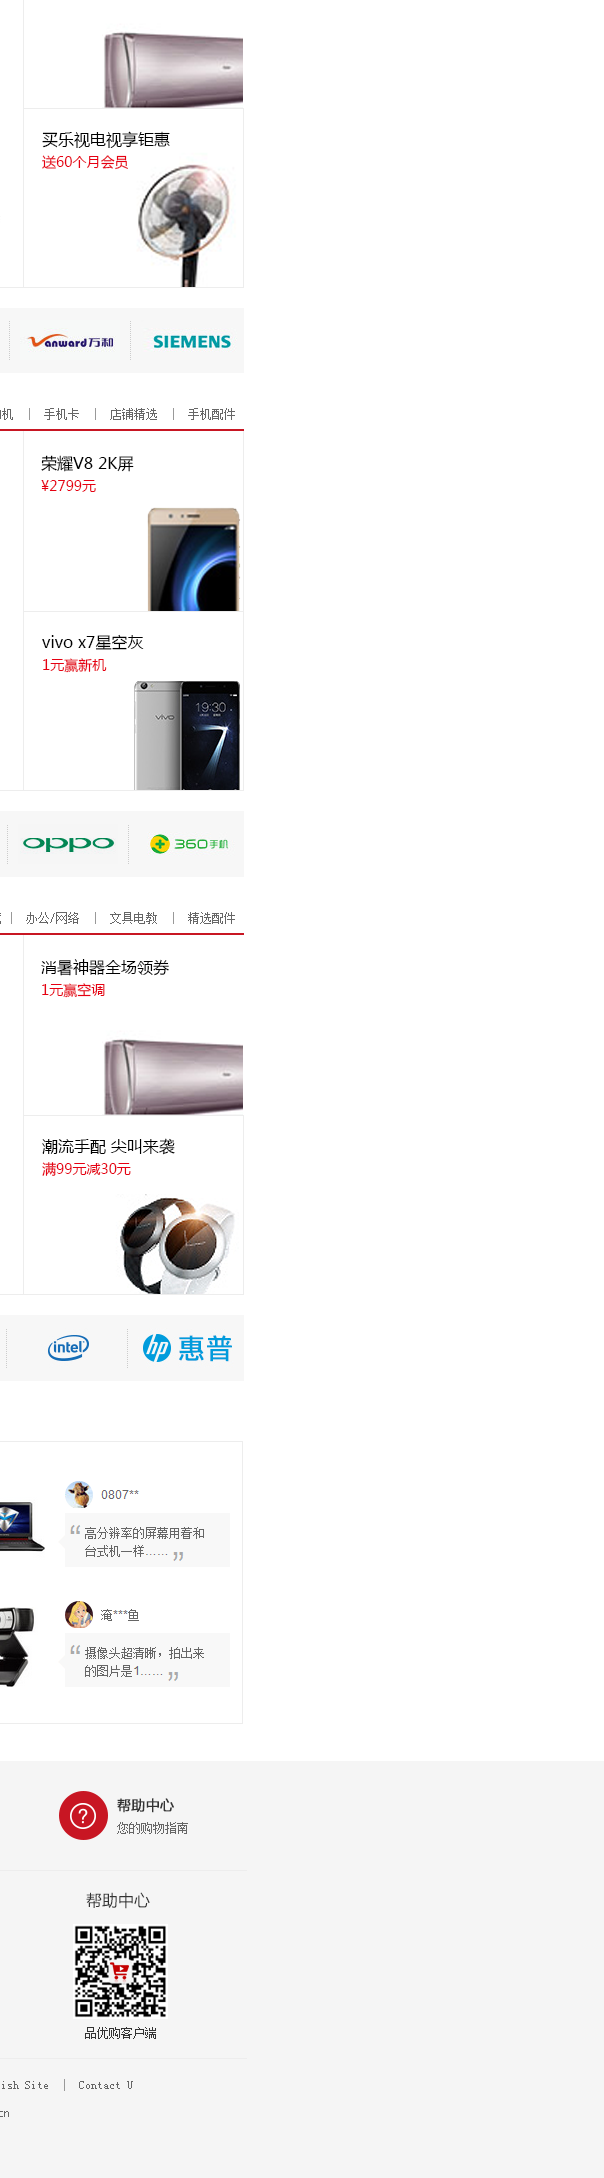 买乐视电视享钜惠
送60个月会员
Vanward万和
SIEMENS
机 | 手机卡 | 店铺精选 | 手机配件
荣耀V8 2K屏
¥2799元
vivo x7星空灰
1元赢新机
vivo
19:30
7
OPPO
360手机
| 办公/网络 | 文具电教 | 精选配件
消暑神器全场领券
1元赢空调
潮流手配 尖叫来袭
满99元减30元
intel
hp 惠普
0807**
“ 高分辨率的屏幕用着和
台式机一样…… ”
淹***鱼
“ 摄像头超清晰，拍出来
的图片是1…… ”
?
帮助中心
您的购物指南
帮助中心
品优购客户端
ish Site | Contact U
cn